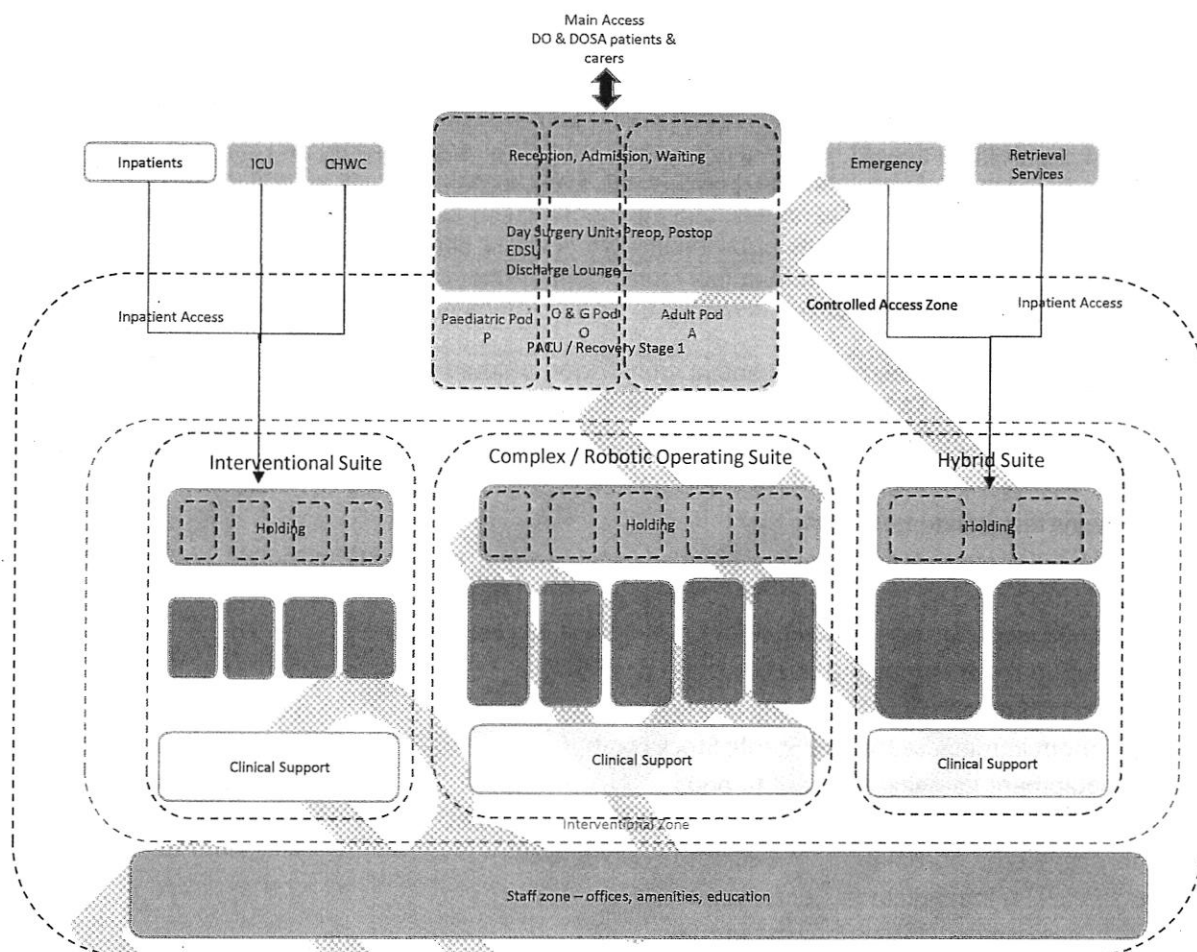 Main Access
DO & DOSA patients &
carers
Inpatients
ICU
CHWC
Reception, Admission, Waiting
Emergency
Retrieval
Services
Day Surgery Unit- Preop, Postop
EDSU
Discharge Lounge –
Inpatient Access
Controlled Access Zone
Inpatient Access
Paediatric Pod
P
O & G Pod
O
Adult Pod
A
PACU / Recovery Stage 1
Interventional Suite
Complex / Robotic Operating Suite
Hybrid Suite
Holding
Holding
Holding
Clinical Support
Clinical Support
Clinical Support
Interventional Zone
Staff zone – offices, amenities, education